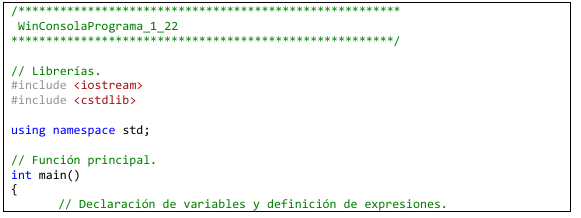 /****************************************************
 WinConsolaPrograma_1_22
****************************************************/
// Librerías.
#include <iostream>
#include <cstdlib>
using namespace std;
// Función principal.
int main()
{
// Declaración de variables y definición de expresiones.